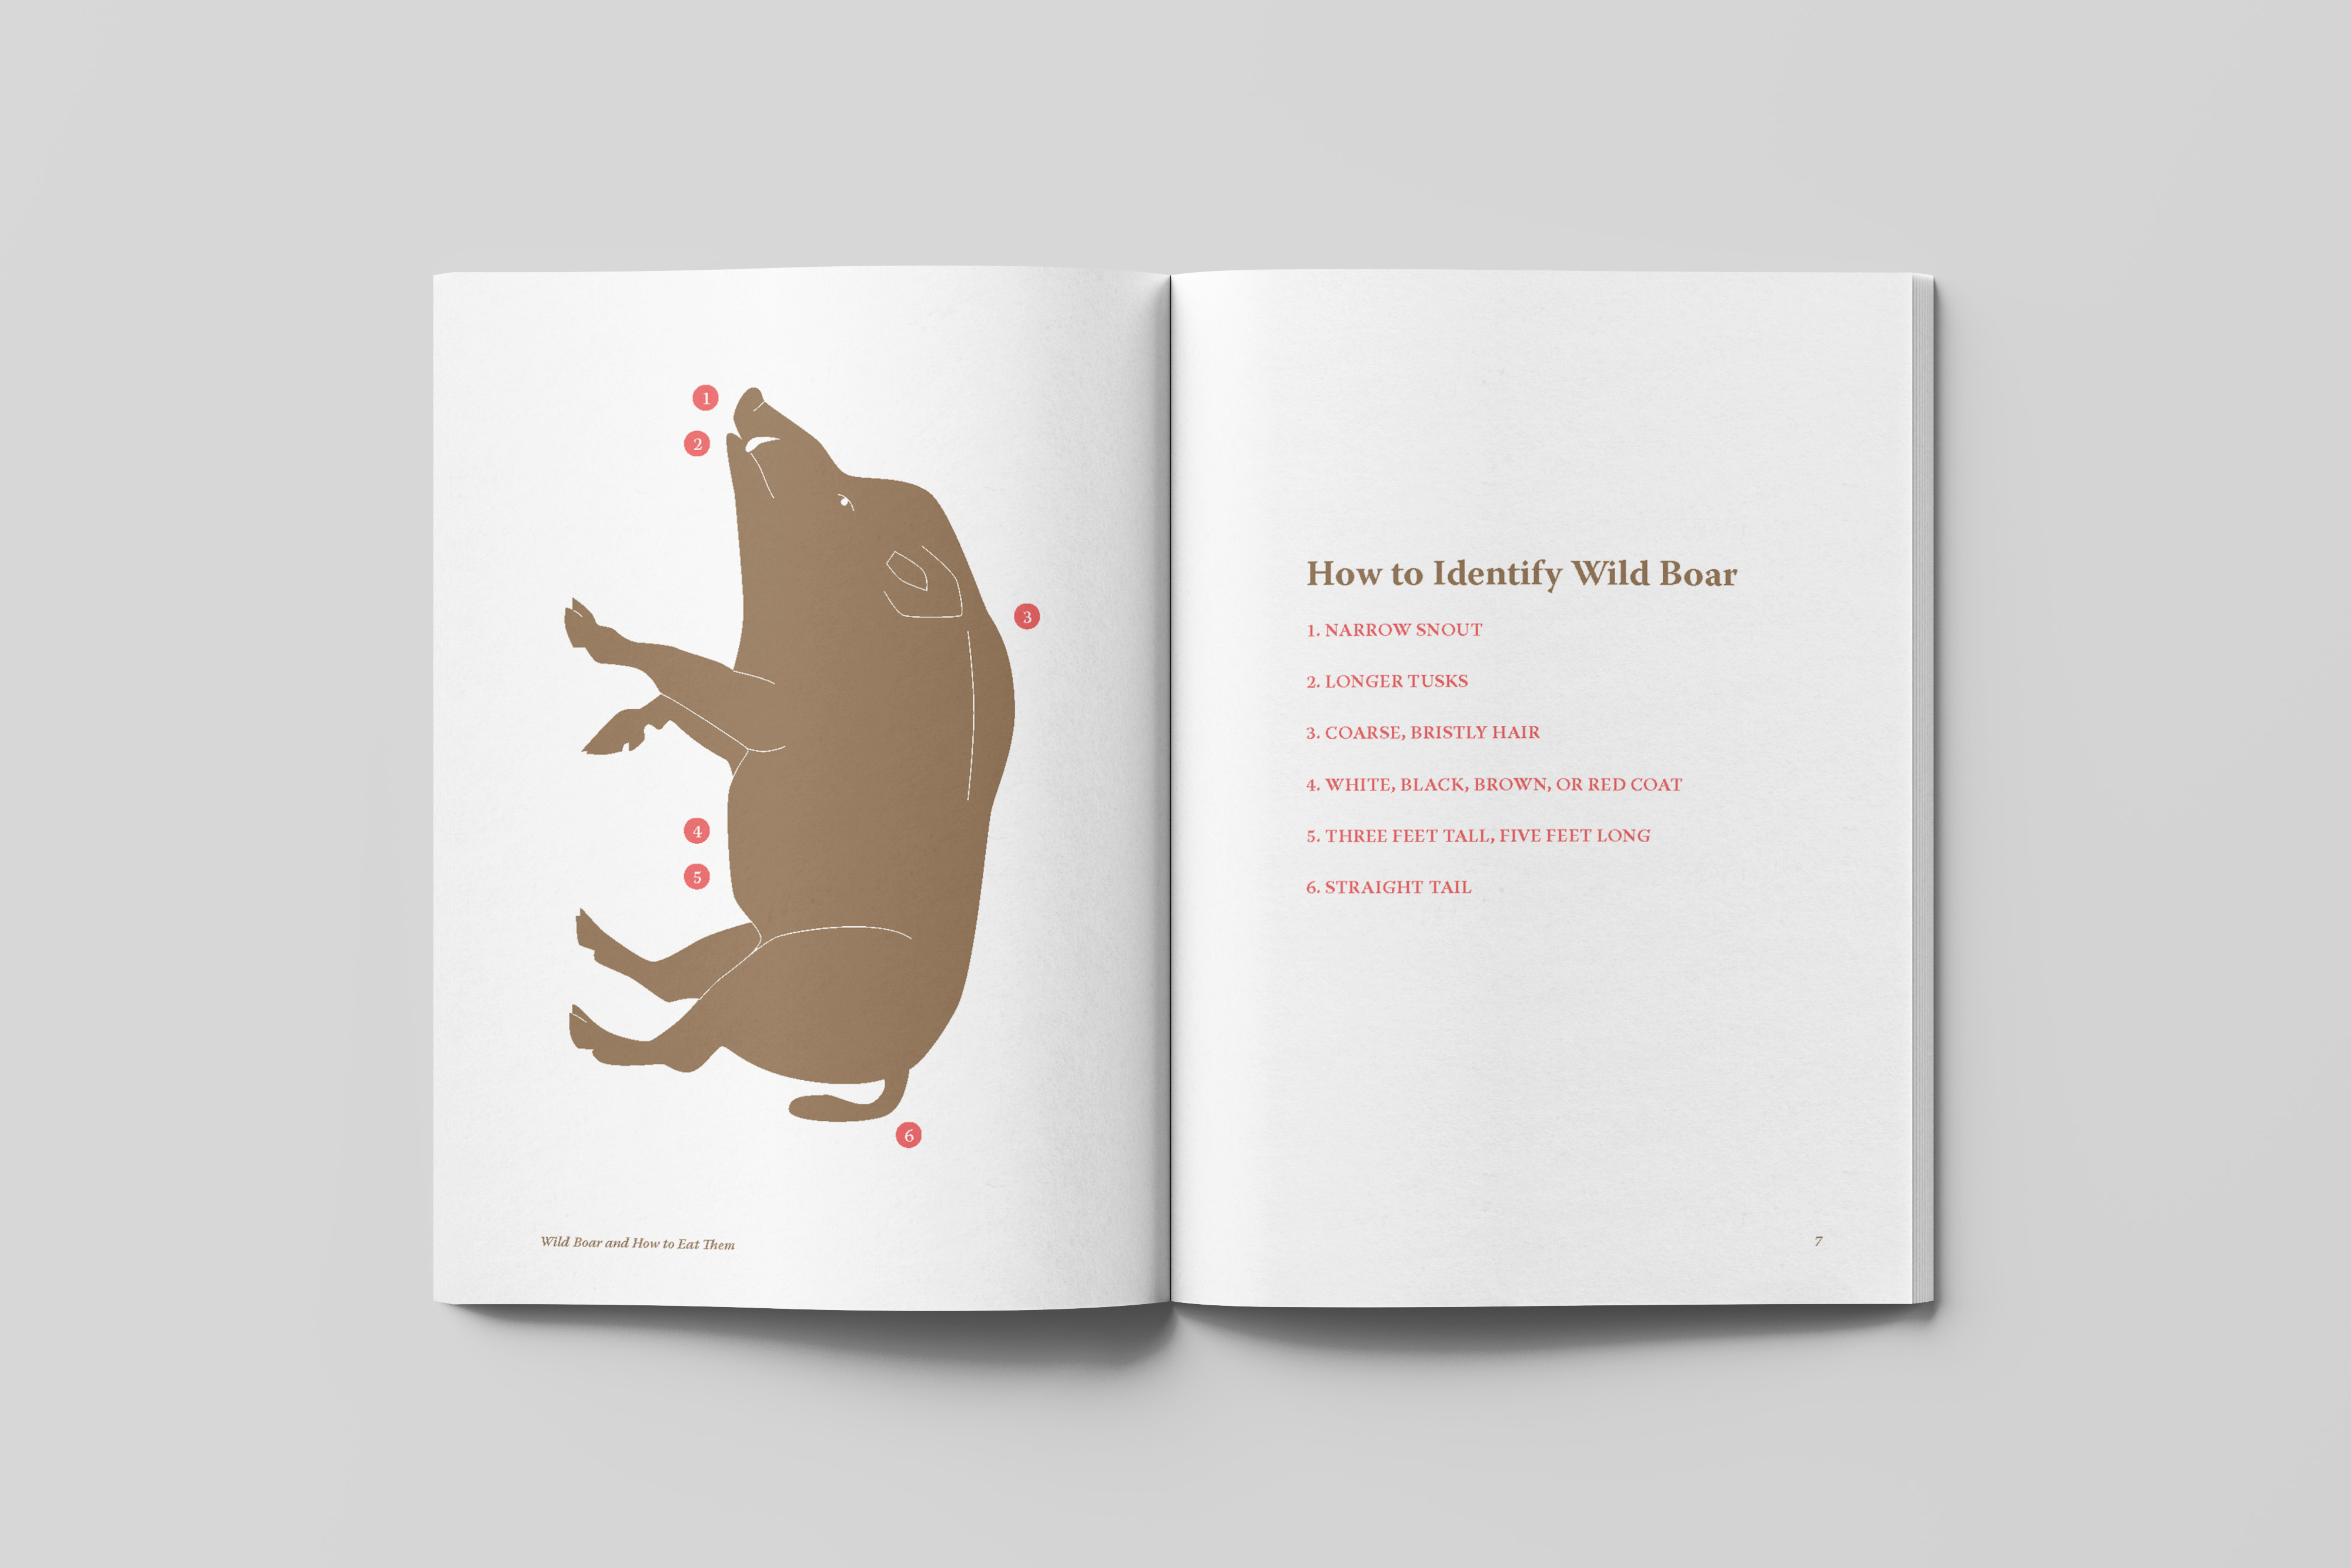 1
2
3
4
5
6
Wild Boar and How to Eat Them
How to Identify Wild Boar
1. NARROW SNOUT
2. LONGER TUSKS
3. COARSE, BRISTLY HAIR
4. WHITE, BLACK, BROWN, OR RED COAT
5. THREE FEET TALL, FIVE FEET LONG
6. STRAIGHT TAIL
7